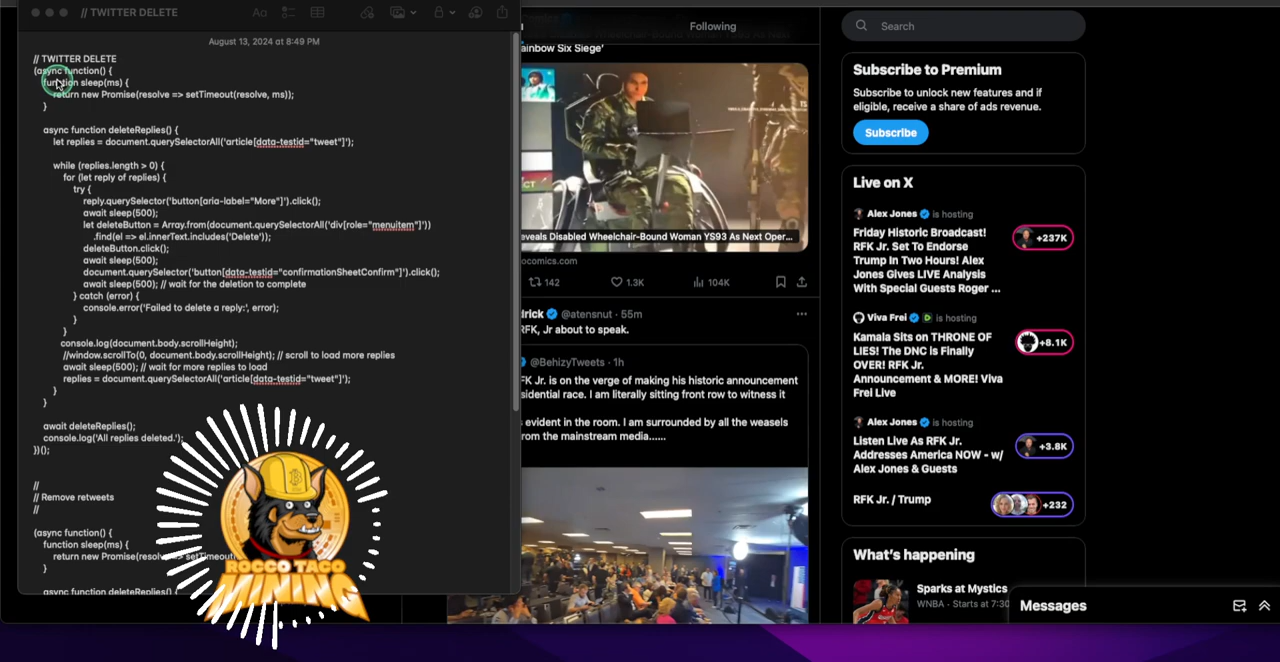 // TWITTER DELETE
August 13, 2024 at 8:49 PM
// TWITTER DELETE
(async function() {
function sleep(ms) {
return new Promise(resolve => setTimeout(resolve, ms));
}
async function deleteReplies() {
let replies = document.querySelectorAll('article[data-testid="tweet"]');
while (replies.length > 0) {
for (let reply of replies) {
try {
reply.querySelector('button[aria-label="More"]').click();
await sleep(500);
let deleteButton = Array.from(document.querySelectorAll('div[role="menuitem"]'))
.find(el => el.innerText.includes('Delete'));
deleteButton.click();
await sleep(500);
document.querySelector('button[data-testid="confirmationSheetConfirm"]').click();
await sleep(500); // wait for the deletion to complete
} catch (error) {
console.error('Failed to delete a reply:', error);
}
}
console.log(document.body.scrollHeight);
//window.scrollTo(0, document.body.scrollHeight); // scroll to load more replies
await sleep(500); // wait for more replies to load
replies = document.querySelectorAll('article[data-testid="tweet"]');
}
}
await deleteReplies();
console.log('All replies deleted.');
})();
//
// Remove retweets
//
(async function() {
function sleep(ms) {
return new Promise(
}
async function deleteReplies() {
ROCCO TACO
MINING
Following
ainbow Six Siege'
eveals Disabled Wheelchair-Bound Woman YS93 As Next Oper...
ocomics.com
142
1.3K
104K
drick @atensnut · 55m
RFK, Jr about to speak.
@BehizyTweets · 1h
FK Jr. is on the verge of making his historic announcement
sidential race. I am literally sitting front row to witness it
s evident in the room. I am surrounded by all the weasels
rom the mainstream media......
Search
Subscribe to Premium
Subscribe to unlock new features and if
eligible, receive a share of ads revenue.
Subscribe
Live on X
Alex Jones is hosting
Friday Historic Broadcast!
RFK Jr. Set To Endorse
Trump In Two Hours! Alex
Jones Gives LIVE Analysis
With Special Guests Roger ...
+237K
Viva Frei is hosting
Kamala Sits on THRONE OF
LIES! The DNC is Finally
OVER! RFK Jr.
Announcement & MORE! Viva
Frei Live
+8.1K
Alex Jones is hosting
Listen Live As RFK Jr.
Addresses America NOW - w/
Alex Jones & Guests
+3.8K
RFK Jr. / Trump
+232
What's happening
Sparks at Mystics
WNBA · Starts at 7:30
Messages